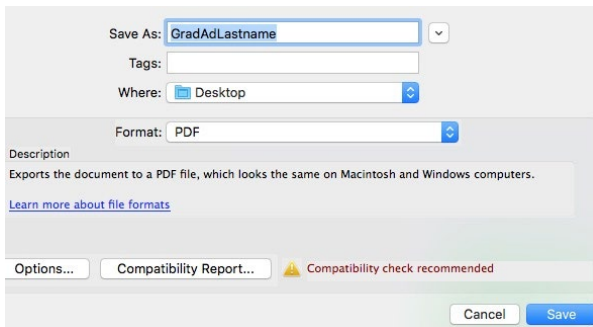 Save As: GradAdLastname
Tags:
Where: Desktop
Format: PDF
Description
Exports the document to a PDF file, which looks the same on Macintosh and Windows computers.
Learn more about file formats
Options... Compatibility Report... Compatibility check recommended
Cancel Save